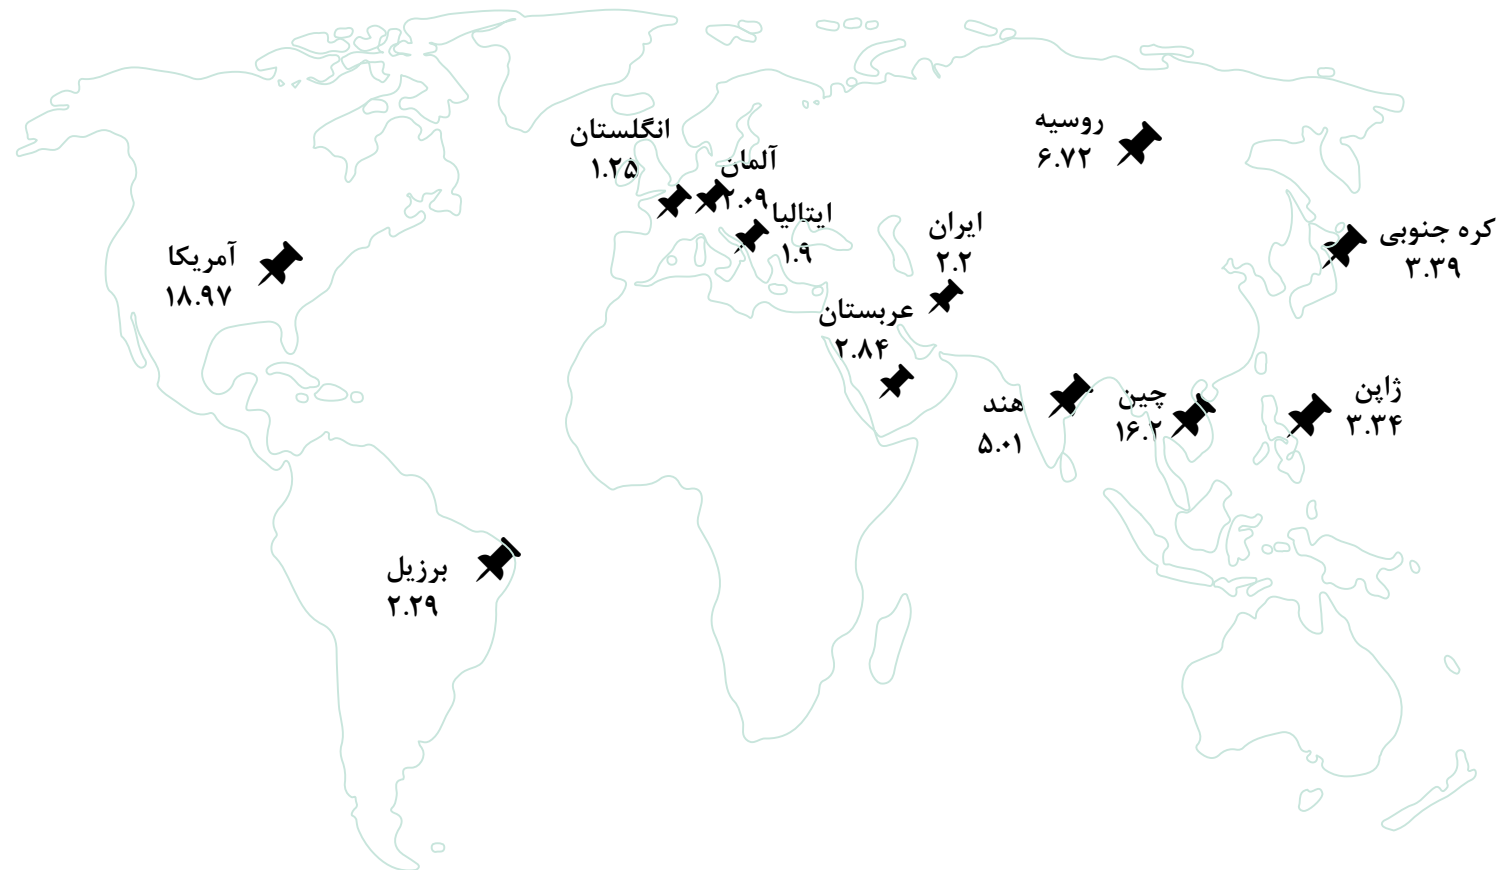 انگلستان
۱.۲۵
آلمان
۲.۰۹
ایتالیا
۱.۹
روسیه
۶.۷۲
ایران
۲.۲
کره جنوبی
۳.۳۹
آمریکا
۱۸.۹۷
عربستان
۲.۸۴
هند
۵.۰۱
چین
۱۶.۲
ژاپن
۳.۳۴
برزیل
۲.۲۹